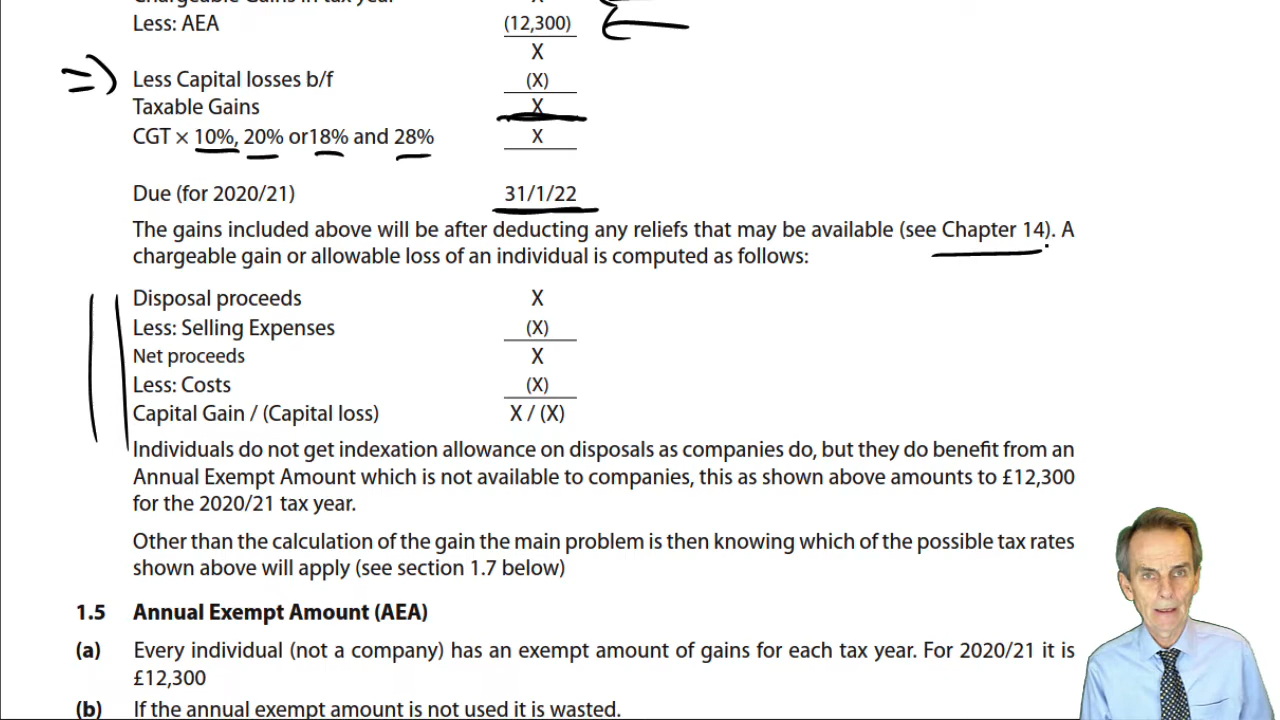 Chargeable Gains in tax year X
Less: AEA (12,300)
X
Less Capital losses b/f (X)
Taxable Gains X
CGT × 10%, 20% or18% and 28% X
Due (for 2020/21) 31/1/22
The gains included above will be after deducting any reliefs that may be available (see Chapter 14). A
chargeable gain or allowable loss of an individual is computed as follows:
Disposal proceeds X
Less: Selling Expenses (X)
Net proceeds X
Less: Costs (X)
Capital Gain / (Capital loss) X / (X)
Individuals do not get indexation allowance on disposals as companies do, but they do benefit from an
Annual Exempt Amount which is not available to companies, this as shown above amounts to £12,300
for the 2020/21 tax year.
Other than the calculation of the gain the main problem is then knowing which of the possible tax rates
shown above will apply (see section 1.7 below)
1.5 Annual Exempt Amount (AEA)
(a) Every individual (not a company) has an exempt amount of gains for each tax year. For 2020/21 it is
£12,300
(b) If the annual exempt amount is not used it is wasted.